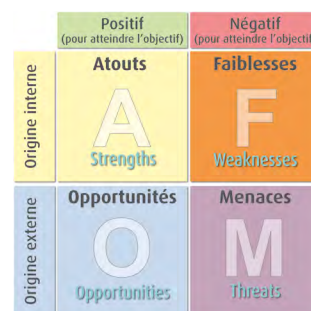 Positif
(pour atteindre l'objectif)
Négatif
(pour atteindre l'objectif
Origine interne
Atouts
A
Strengths
Faiblesses
F
Weaknesses
Origine externe
Opportunités
O
Opportunities
Menaces
M
Threats